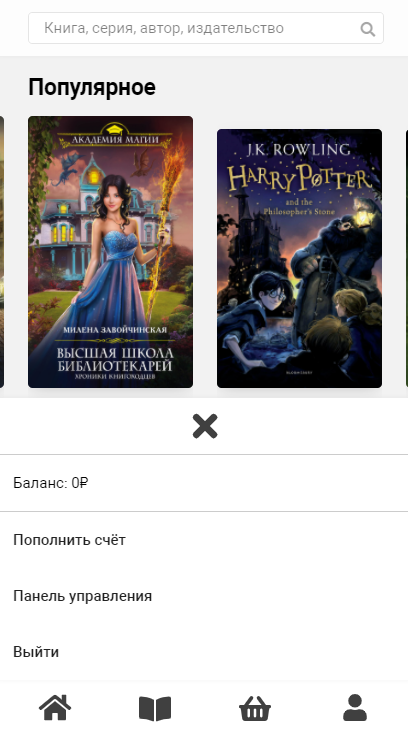 Книга, серия, автор, издательство
Популярное
АКАДЕМИЯ МАГИИ
МИЛЕНА ЗАВОЙЧИНСКАЯ
ВЫСШАЯ ШКОЛА
БИБЛИОТЕКАРЕЙ
ХРОНИКИ КНИГОХОДЦЕВ
J.K. ROWLING
HARRY POTTER
and the
Philosopher's Stone
BLOOMSBURY
Баланс: 0₽
Пополнить счёт
Панель управления
Выйти